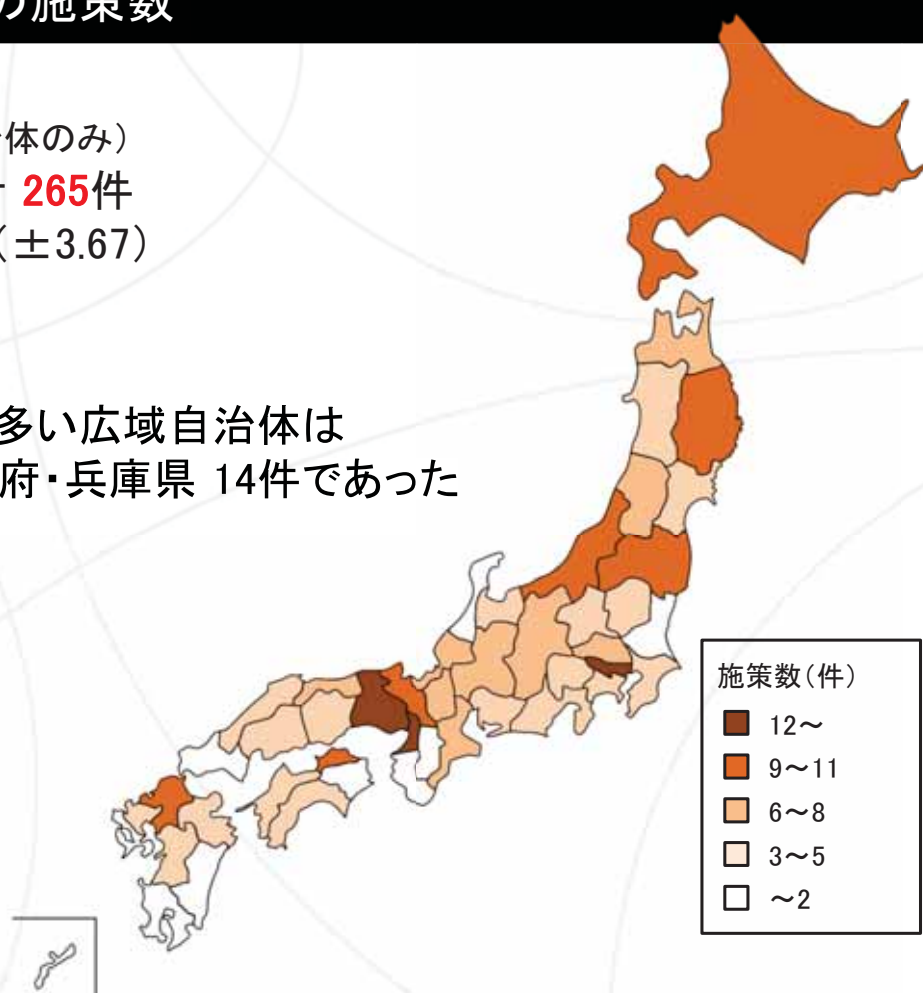 の施策数
体のみ）
265件
（±3.67）
多い広域自治体は
府・兵庫県 14件であった
施策数（件）
12～
9～11
6～8
3～5
～2